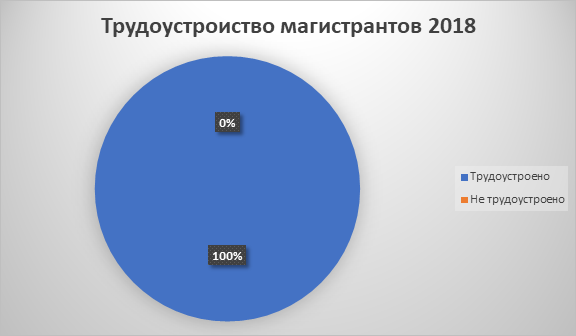 Трудоустроиство магистрантов 2018
0%
100%
Трудоустроено
Не трудоустроено